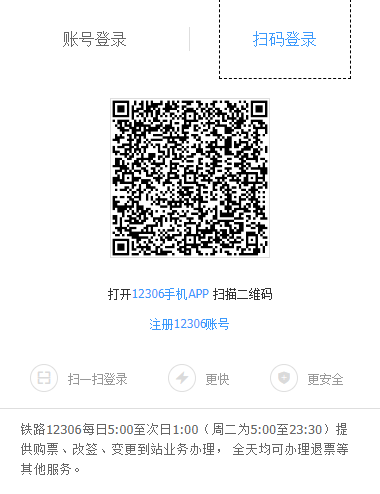 账号登录
扫码登录
打开12306手机APP 扫描二维码
注册12306账号
扫一扫登录 更快 更安全
铁路12306每日5:00至次日1:00（周二为5:00至23:30）提
供购票、改签、变更到站业务办理， 全天均可办理退票等
其他服务。